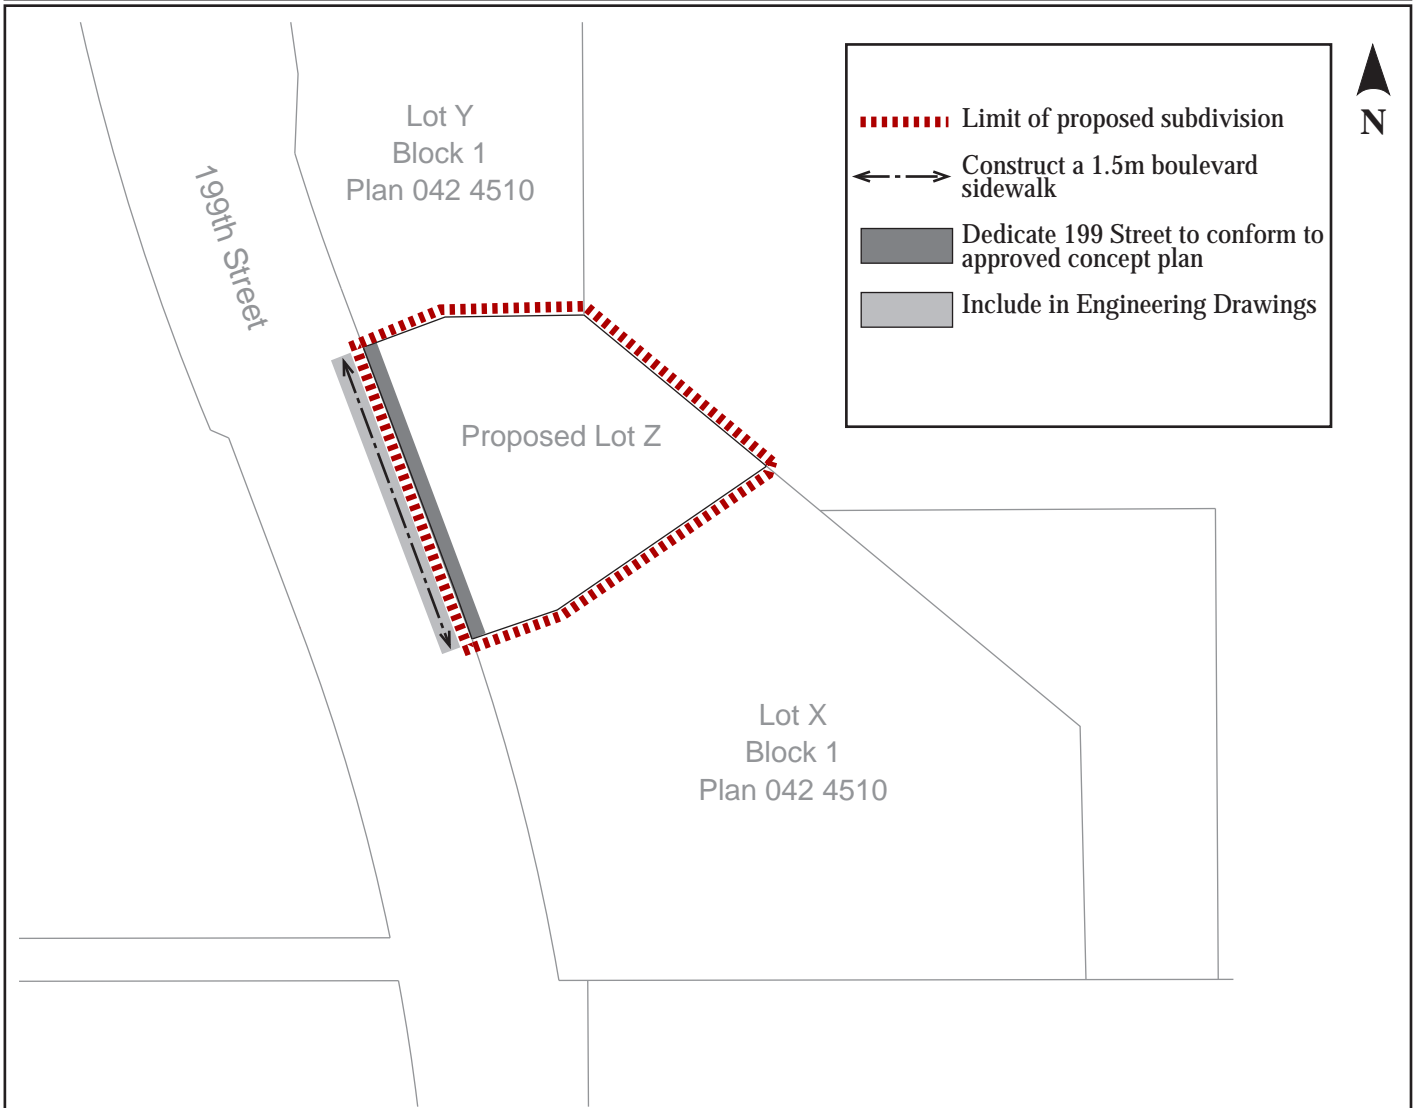 Lot Y
Block 1
Plan 042 4510
199th Street
Proposed Lot Z
Lot X
Block 1
Plan 042 4510
Limit of proposed subdivision
Construct a 1.5m boulevard
sidewalk
Dedicate 199 Street to conform to
approved concept plan
Include in Engineering Drawings
N